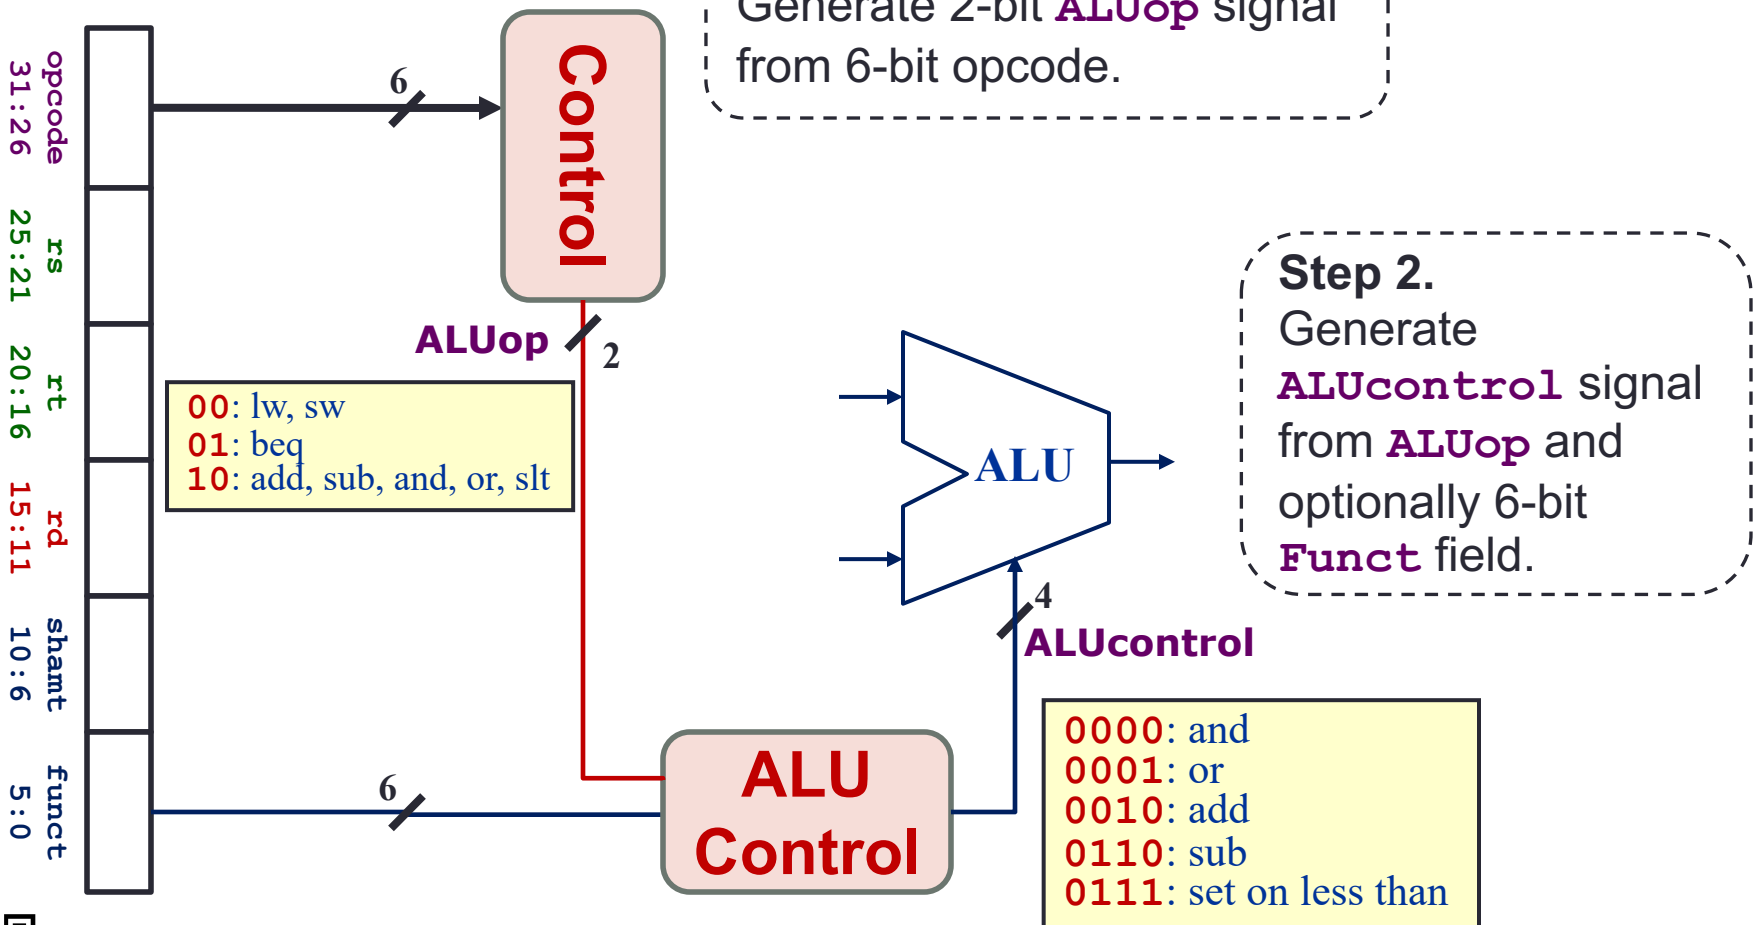 Generate 2-bit ALUop signal
from 6-bit opcode.
opcode
31:26
rs
25:21
rt
20:16
rd
15:11
shamt
10:6
funct
5:0
6
Control
ALUop
2
00: lw, sw
01: beq
10: add, sub, and, or, slt
ALU
4
ALUcontrol
Step 2.
Generate
ALUcontrol signal
from ALUop and
optionally 6-bit
Funct field.
6
ALU
Control
0000: and
0001: or
0010: add
0110: sub
0111: set on less than